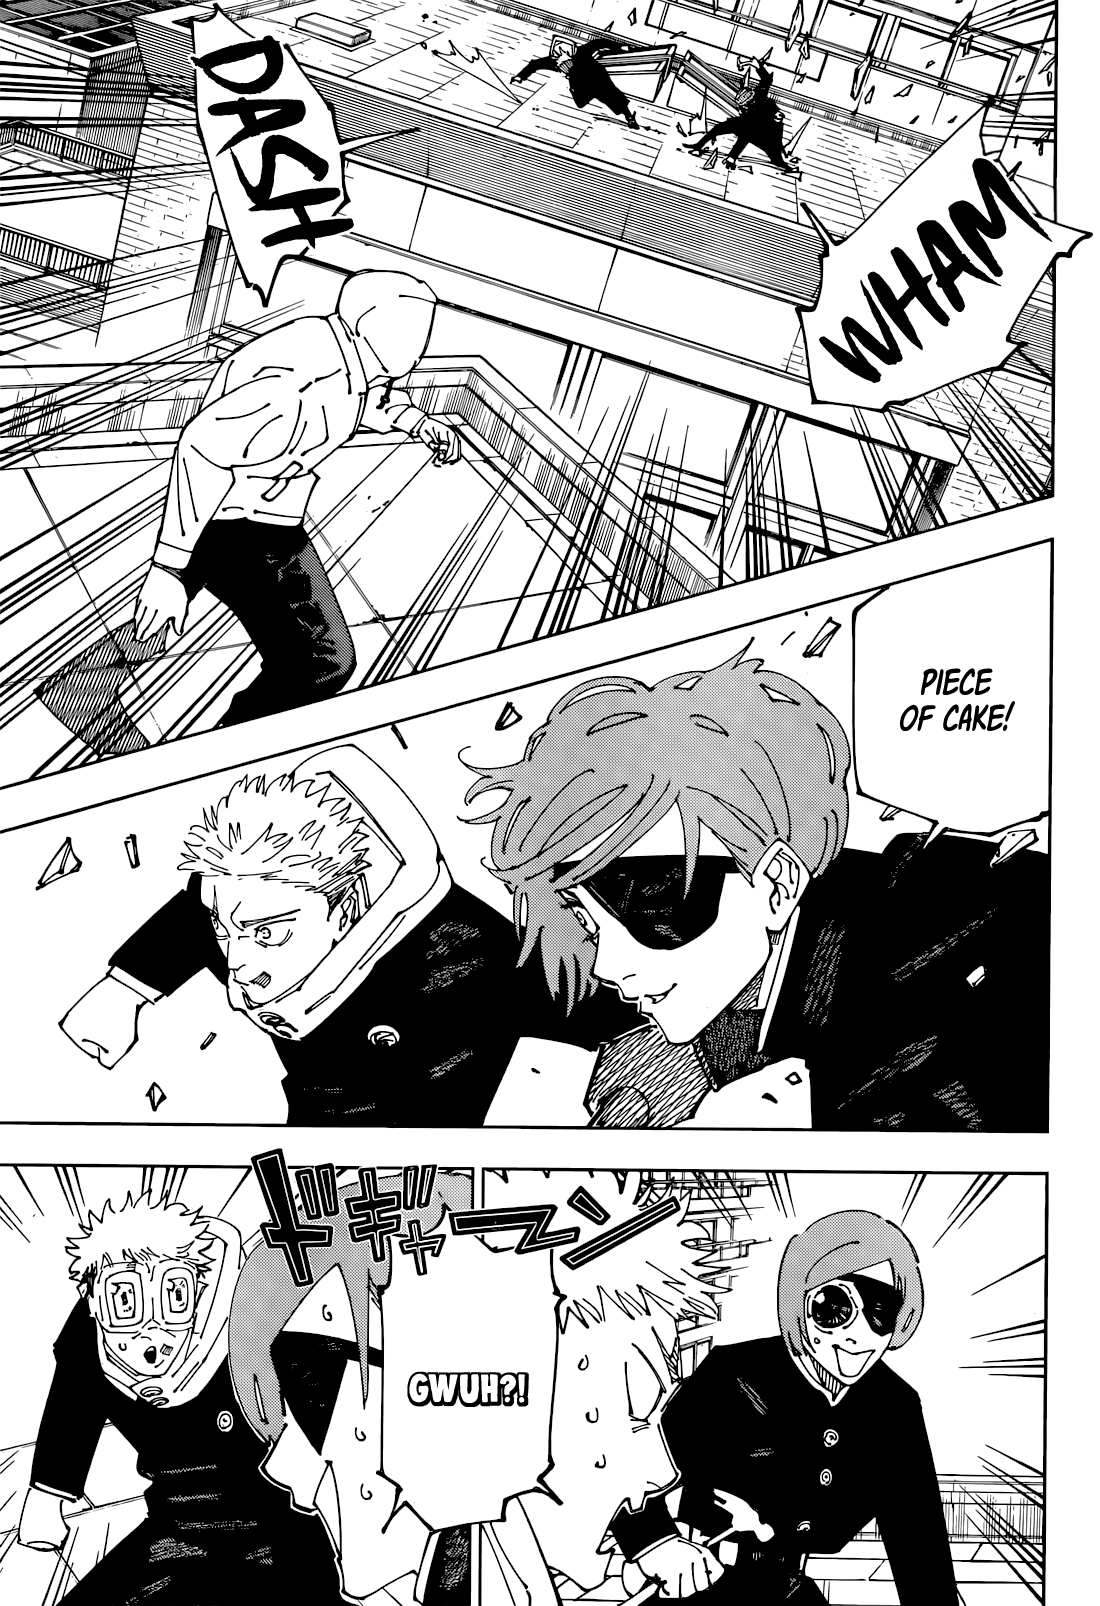 WHAM
DASH
PIECE
OF CAKE!
ドギャーン
GWUH?!